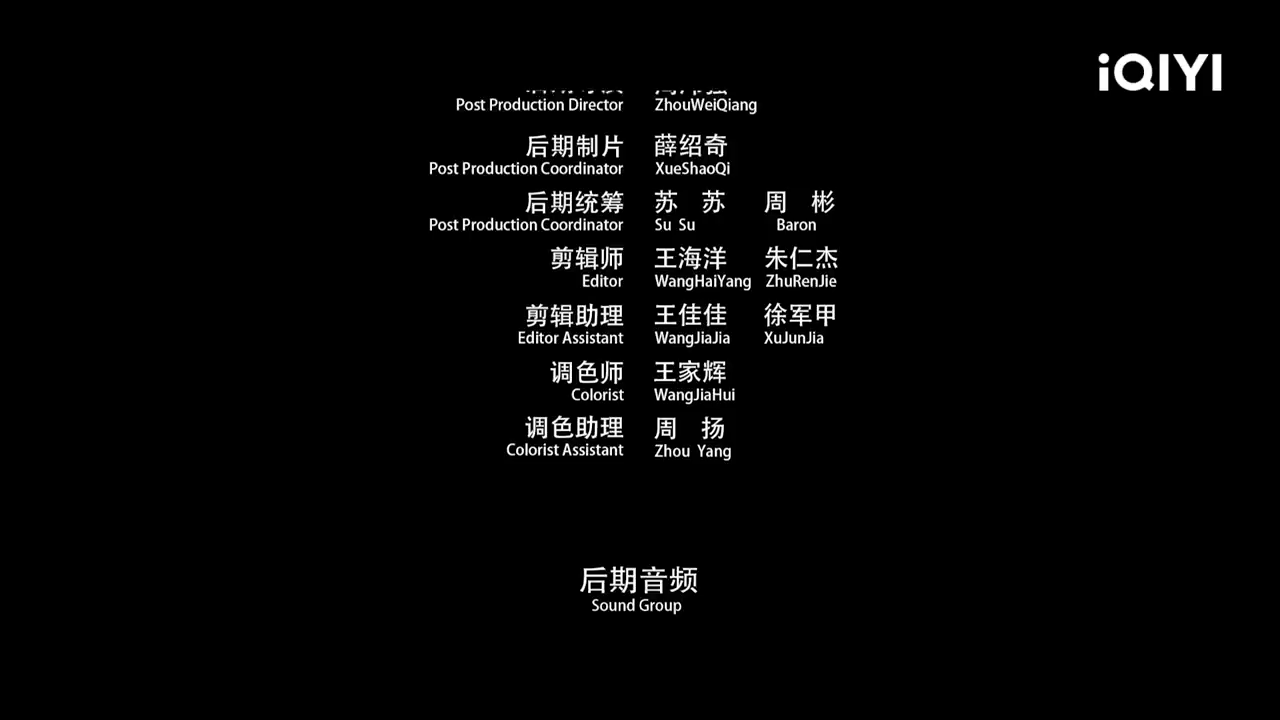 iQIYI
Post Production Director ZhouWeiQiang
后期制片 薛绍奇
Post Production Coordinator XueShaoQi
后期统筹 苏 苏 周 彬
Post Production Coordinator Su Su Baron
剪辑师 王海洋 朱仁杰
Editor WangHaiYang ZhuRenJie
剪辑助理 王佳佳 徐军甲
Editor Assistant WangJiaJia XuJunJia
调色师 王家辉
Colorist WangJiaHui
调色助理 周 扬
Colorist Assistant Zhou Yang
后期音频
Sound Group